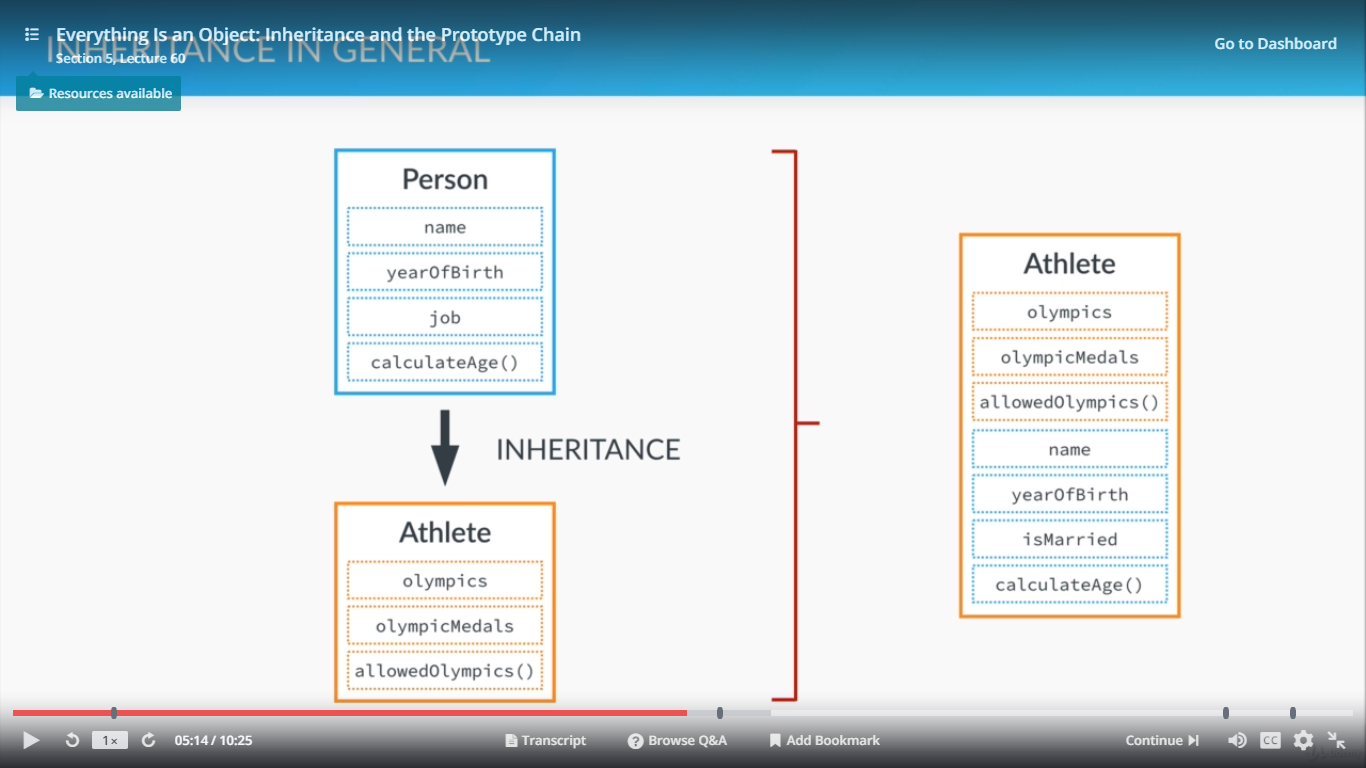 Everything Is an Object: Inheritance and the Prototype Chain
INHERITANCE IN GENERAL
Section 5, Lecture 60
Go to Dashboard
Resources available
Person
name
yearOfBirth
job
calculateAge()
INHERITANCE
Athlete
olympics
olympicMedals
allowedOlympics()
Athlete
olympics
olympicMedals
allowedOlympics()
name
yearOfBirth
isMarried
calculateAge()
1×
05:14 / 10:25
Transcript
? Browse Q&A
Add Bookmark
Continue
CC